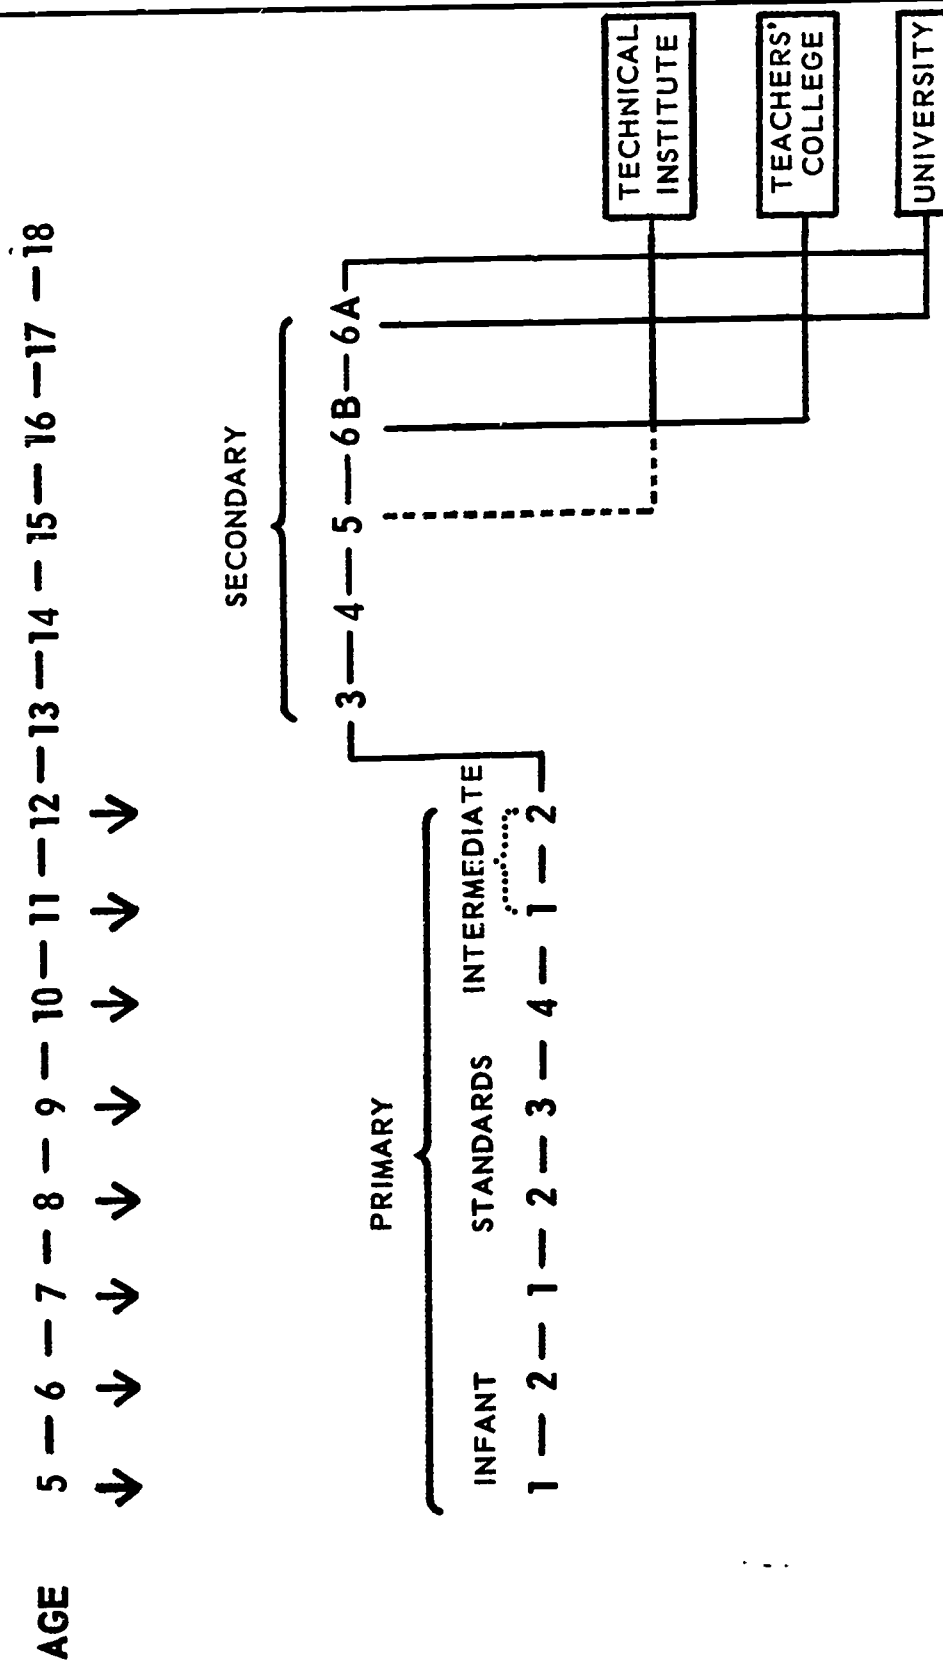 AGE 5 — 6 — 7 — 8 — 9 — 10 — 11 — 12 — 13 — 14 — 15 — 16 — 17 — 18
SECONDARY
3 — 4 — 5 — 6B — 6A
PRIMARY
INFANT STANDARDS INTERMEDIATE
1 — 2 — 1 — 2 — 3 — 4 — 1 — 2
TECHNICAL
INSTITUTE
TEACHERS'
COLLEGE
UNIVERSITY